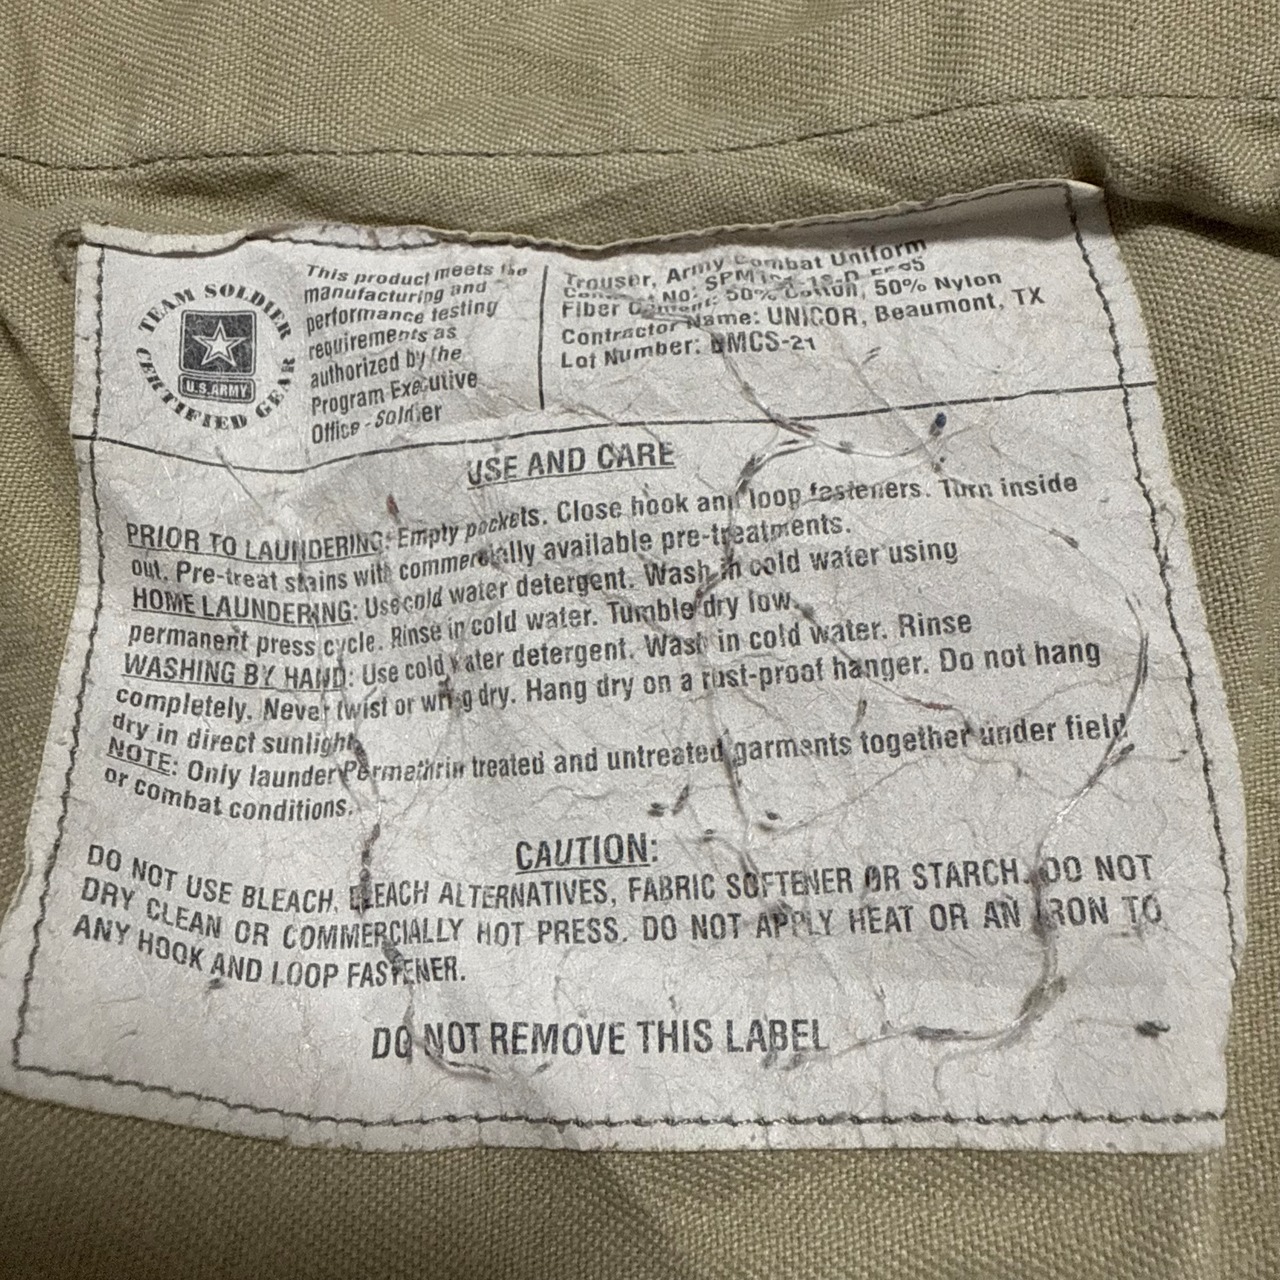 TEAM SOLDIER
U.S. ARMY
CERTIFIED GEAR
This product meets the
manufacturing and
performance testing
requirements as
authorized by the
Program Executive
Office - Soldier
Trouser, Army Combat Uniform
NO:
Fiber 50% Cotton, 50% Nylon
Contractor Name: UNICOR, Beaumont, TX
Lot Number:
USE AND CARE
PRIOR TO LAUNDERING: Empty pockets. Close hook and loop fasteners. Turn inside
out. Pre-treat stains with commercially available pre-treatments.
HOME LAUNDERING: Use cold water detergent. Wash in cold water using
permanent press cycle. Rinse in cold water. Tumble dry low.
WASHING BY HAND: Use cold water detergent. Wash in cold water. Rinse
completely. Never twist or wring dry. Hang dry on a rust-proof hanger. Do not hang
dry in direct sunlight.
NOTE: Only launder Permethrin treated and untreated garments together under field
or combat conditions.
CAUTION:
DO NOT USE BLEACH, BLEACH ALTERNATIVES, FABRIC SOFTENER OR STARCH. DO NOT
DRY CLEAN OR COMMERCIALLY HOT PRESS. DO NOT APPLY HEAT OR AN IRON TO
ANY HOOK AND LOOP FASTENER.
DO NOT REMOVE THIS LABEL